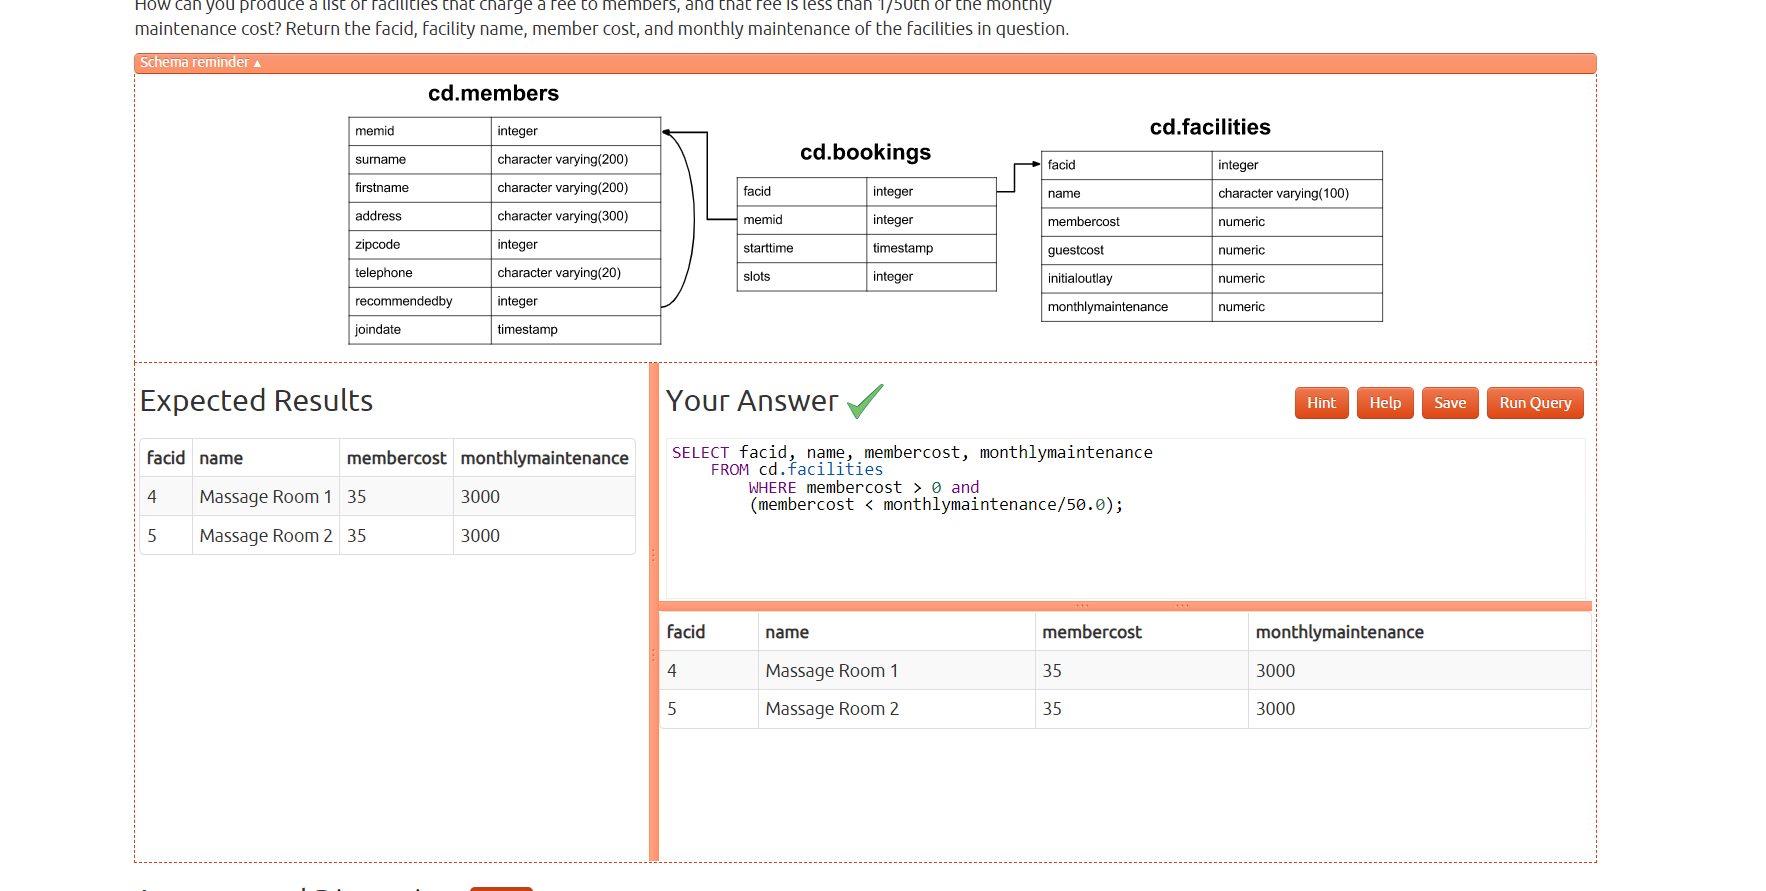 How can you produce a list of facilities that charge a fee to members, and that fee is less than 1/50th of the monthly
maintenance cost? Return the facid, facility name, member cost, and monthly maintenance of the facilities in question.
Schema reminder ▴
cd.members
memid integer
surname character varying(200)
firstname character varying(200)
address character varying(300)
zipcode integer
telephone character varying(20)
recommendedby integer
joindate timestamp
cd.bookings
facid integer
memid integer
starttime timestamp
slots integer
cd.facilities
facid integer
name character varying(100)
membercost numeric
guestcost numeric
initialoutlay numeric
monthlymaintenance numeric
Expected Results
facid name membercost monthlymaintenance
4 Massage Room 1 35 3000
5 Massage Room 2 35 3000
Your Answer
Hint Help Save Run Query
SELECT facid, name, membercost, monthlymaintenance
FROM cd.facilities
WHERE membercost > 0 and
(membercost < monthlymaintenance/50.0);
facid name membercost monthlymaintenance
4 Massage Room 1 35 3000
5 Massage Room 2 35 3000